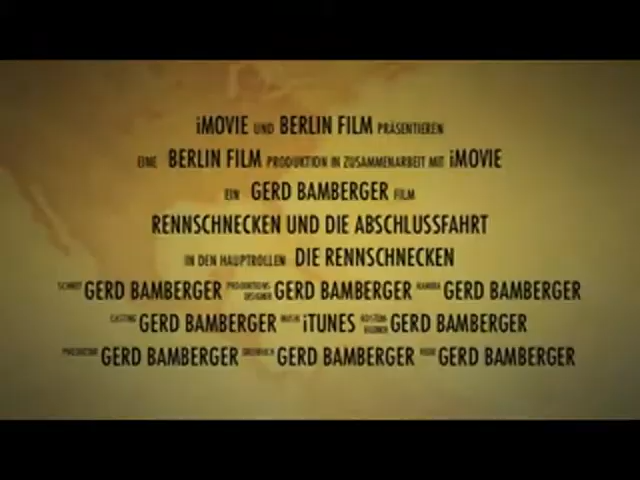 iMOVIE UND BERLIN FILM PRÄSENTIEREN
EINE BERLIN FILM PRODUKTION IN ZUSAMMENARBEIT MIT iMOVIE
EIN GERD BAMBERGER FILM
RENNSCHNECKEN UND DIE ABSCHLUSSFAHRT
IN DEN HAUPTROLLEN DIE RENNSCHNECKEN
SCHNITT GERD BAMBERGER PRODUKTIONS DESIGNER GERD BAMBERGER KAMERA GERD BAMBERGER
CASTING GERD BAMBERGER MUSIK iTUNES KOSTÜM BILDNER GERD BAMBERGER
PRODUZENT GERD BAMBERGER DREHBUCH GERD BAMBERGER REGIE GERD BAMBERGER